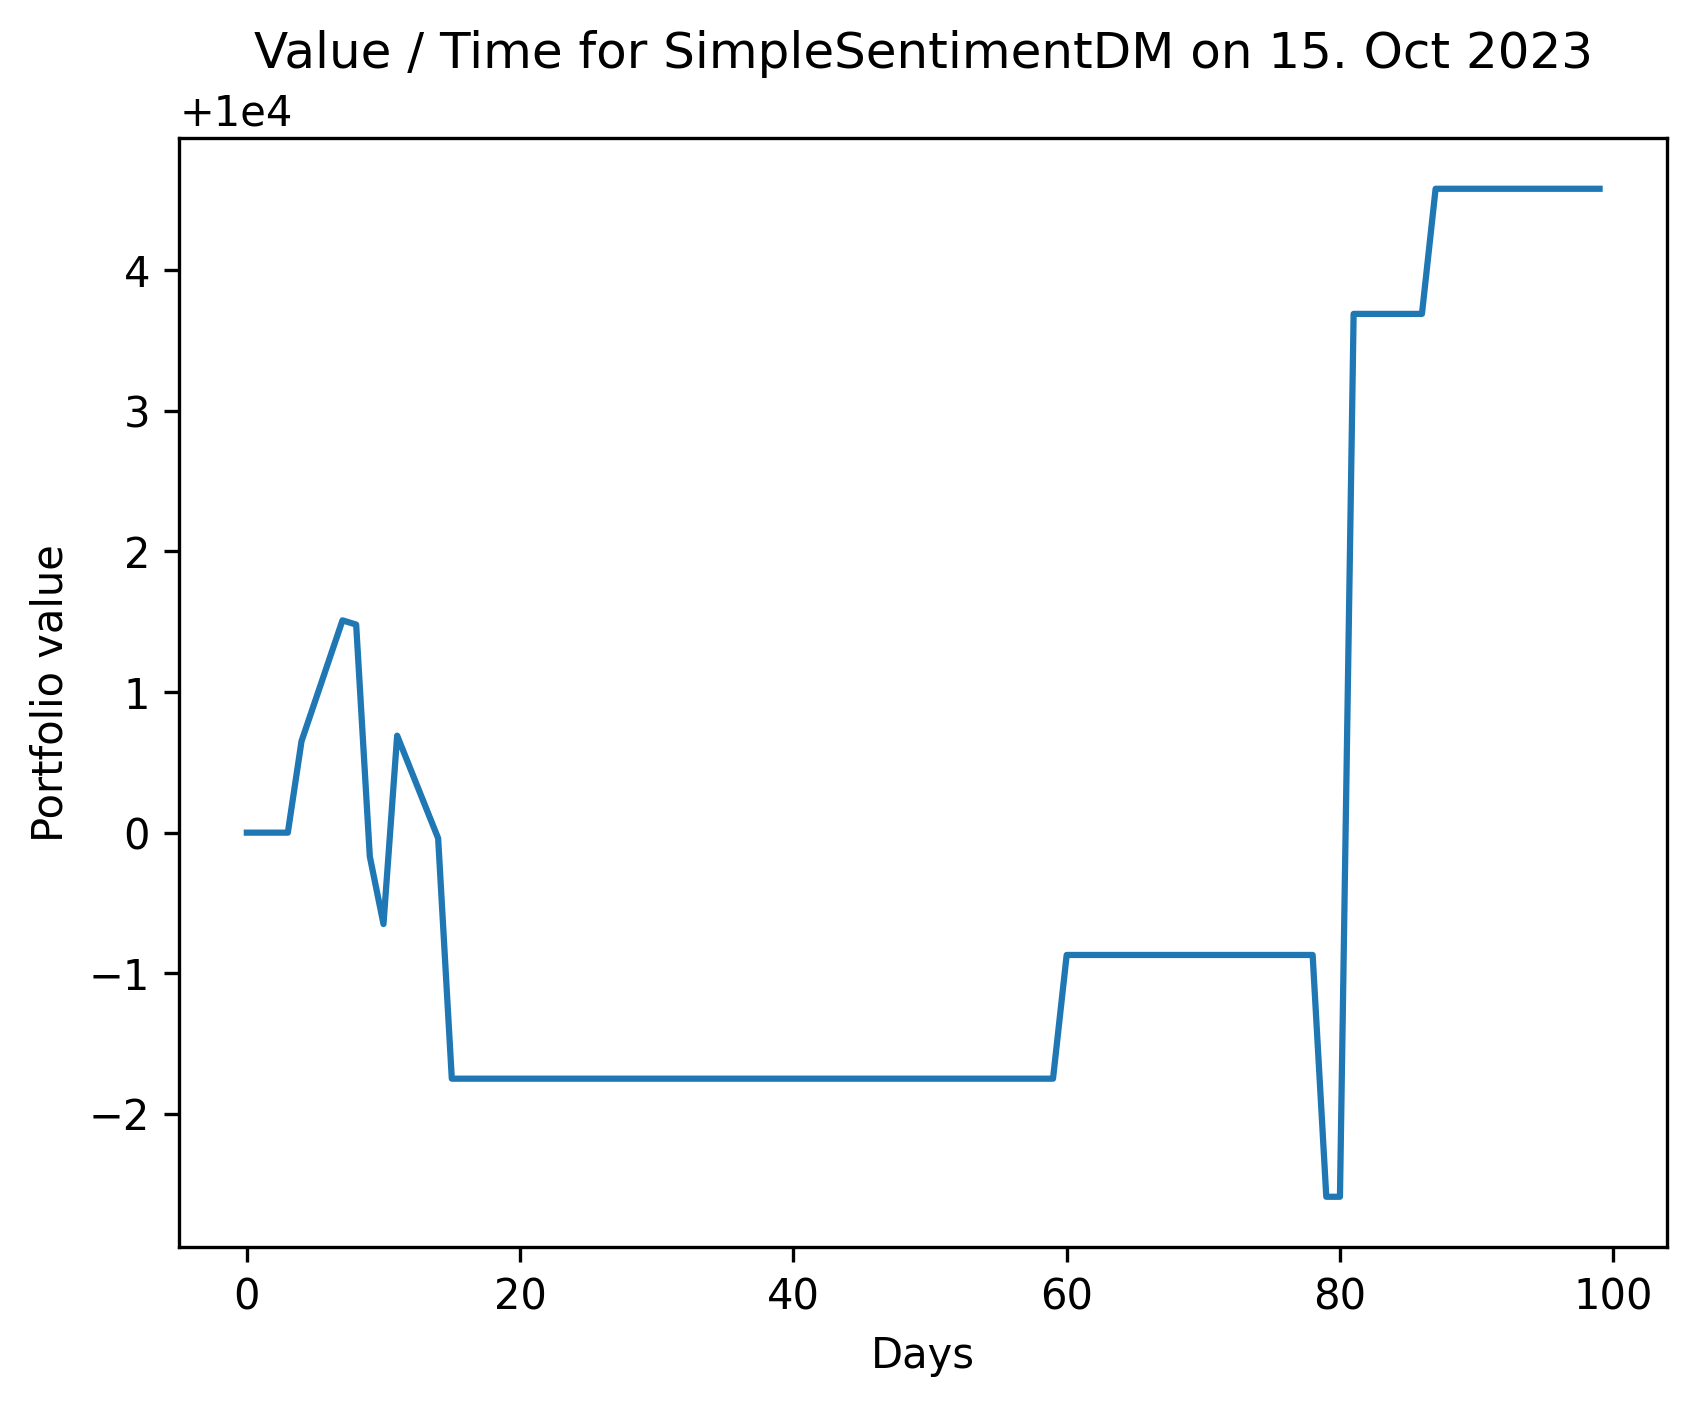 Value / Time for SimpleSentimentDM on 15. Oct 2023
+1e4
4
3
2
1
0
−1
−2
Portfolio value
0 20 40 60 80 100
Days